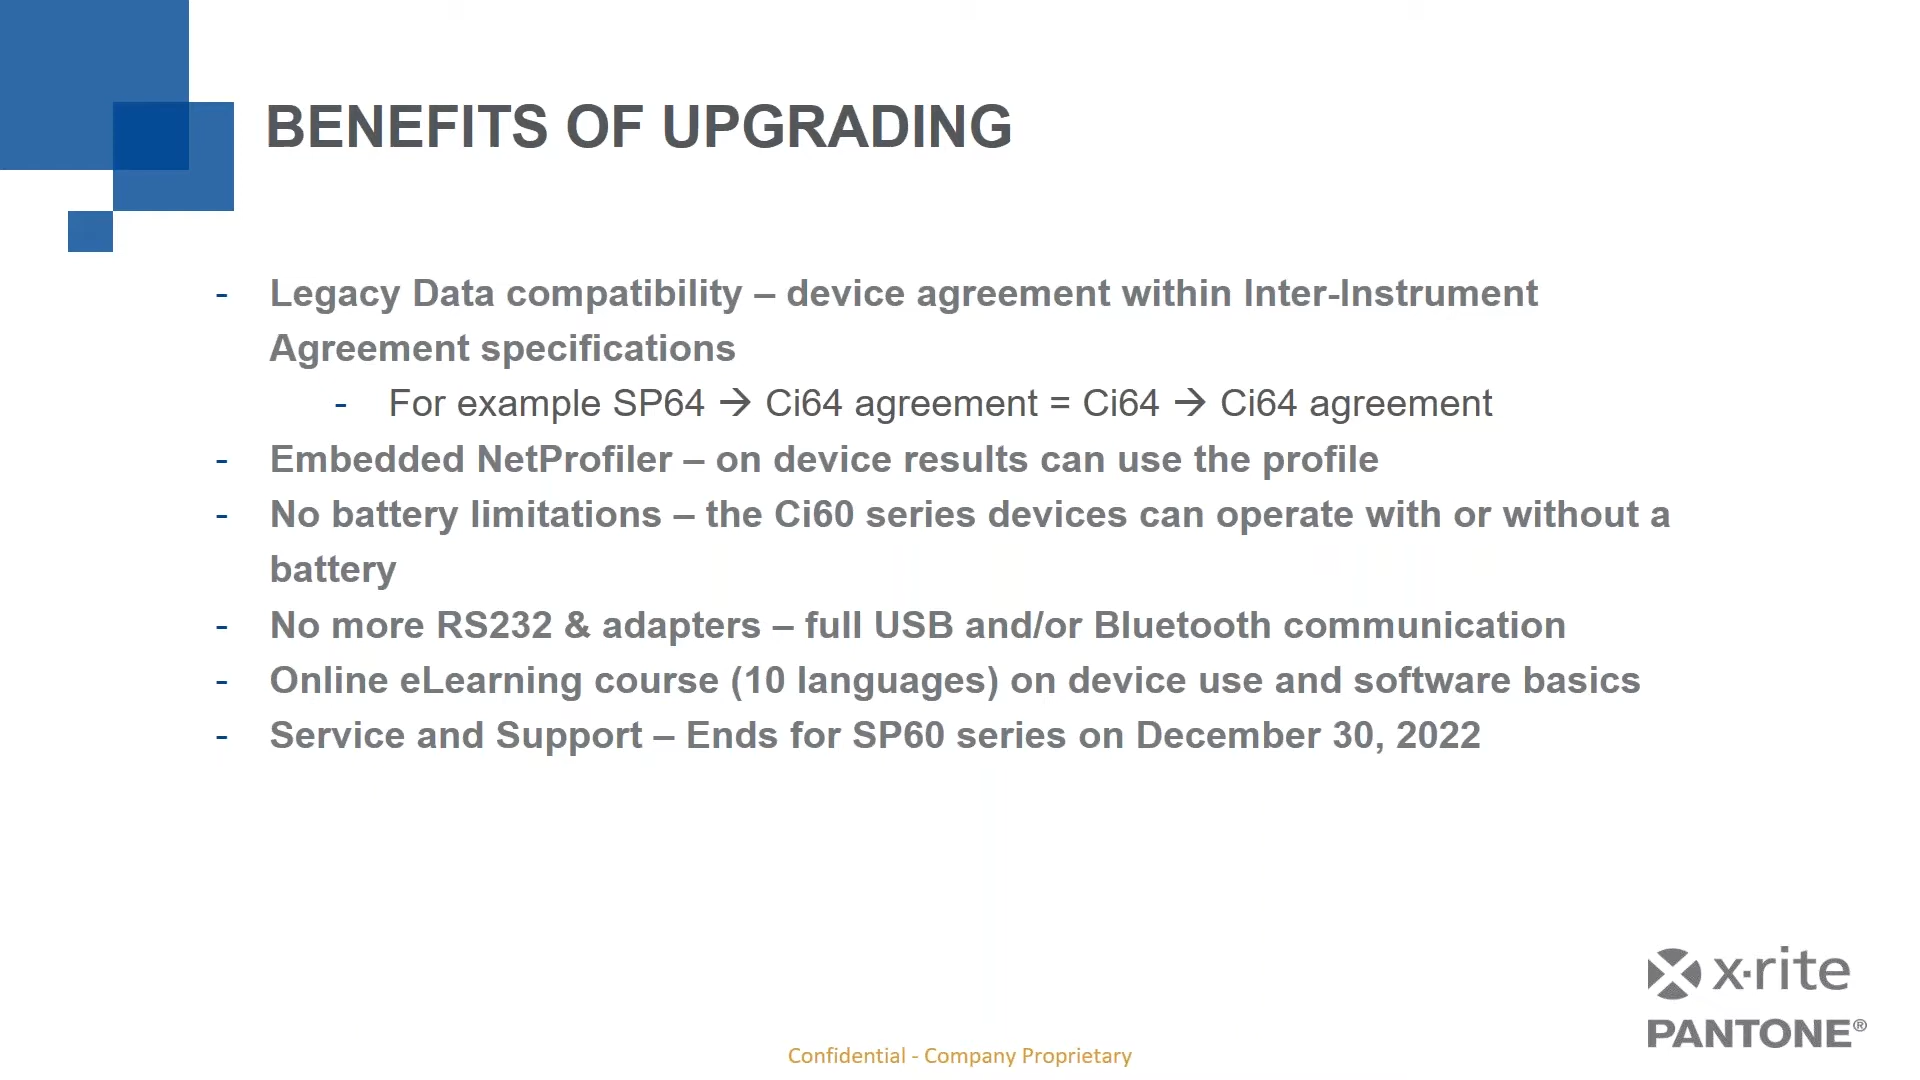 BENEFITS OF UPGRADING
- Legacy Data compatibility – device agreement within Inter-Instrument
Agreement specifications
- For example SP64 → Ci64 agreement = Ci64 → Ci64 agreement
- Embedded NetProfiler – on device results can use the profile
- No battery limitations – the Ci60 series devices can operate with or without a
battery
- No more RS232 & adapters – full USB and/or Bluetooth communication
- Online eLearning course (10 languages) on device use and software basics
- Service and Support – Ends for SP60 series on December 30, 2022
x·rite
PANTONE®
Confidential - Company Proprietary